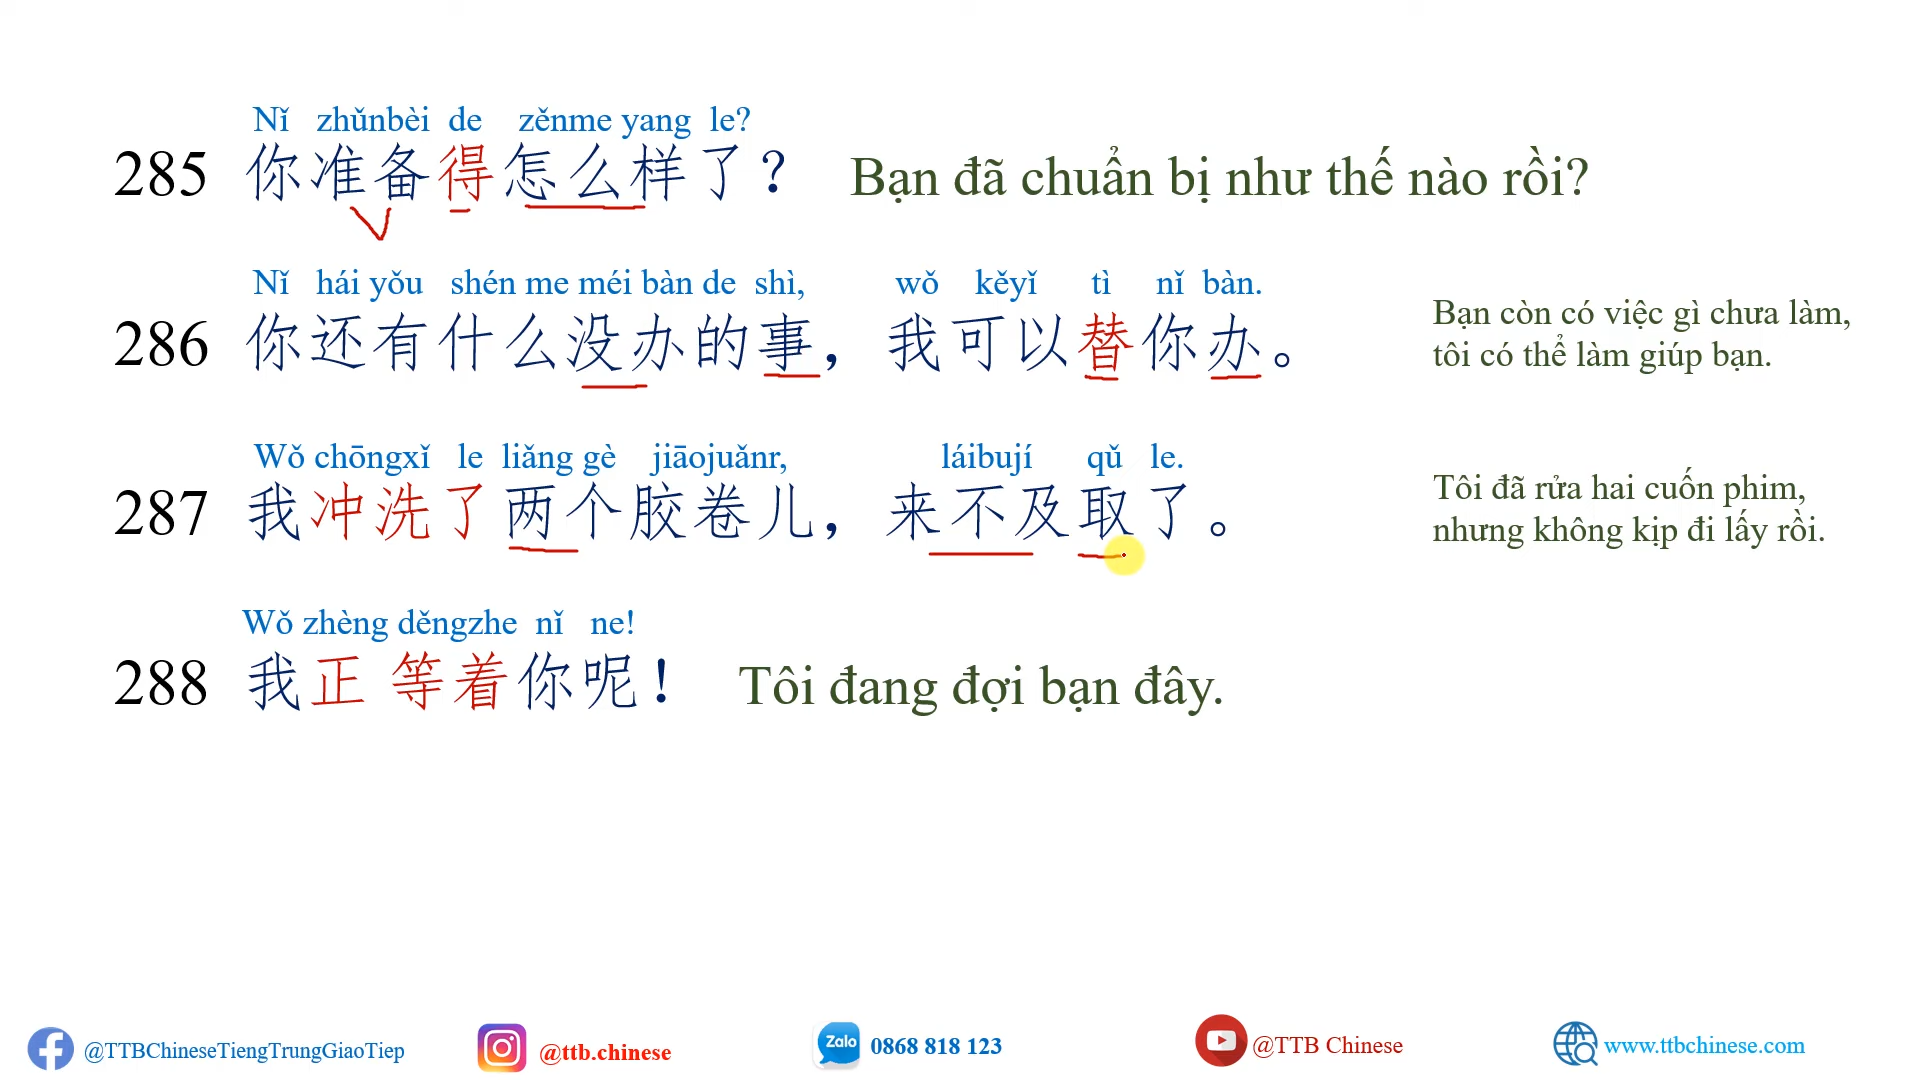 Nǐ zhǔnbèi de zěnme yang le?
285 你准备得怎么样了? Bạn đã chuẩn bị như thế nào rồi?
Nǐ hái yǒu shén me méi bàn de shì, wǒ kěyǐ tì nǐ bàn.
286 你还有什么没办的事，我可以替你办。
Bạn còn có việc gì chưa làm,
tôi có thể làm giúp bạn.
Wǒ chōngxǐ le liǎng gè jiāojuǎnr, láibují qǔ le.
287 我冲洗了两个胶卷儿，来不及取了。
Tôi đã rửa hai cuốn phim,
nhưng không kịp đi lấy rồi.
Wǒ zhèng děngzhe nǐ ne!
288 我正等着你呢! Tôi đang đợi bạn đây.
@TTBChineseTiengTrungGiaoTiep @ttb.chinese Zalo 0868 818 123 @TTB Chinese www.ttbchinese.com